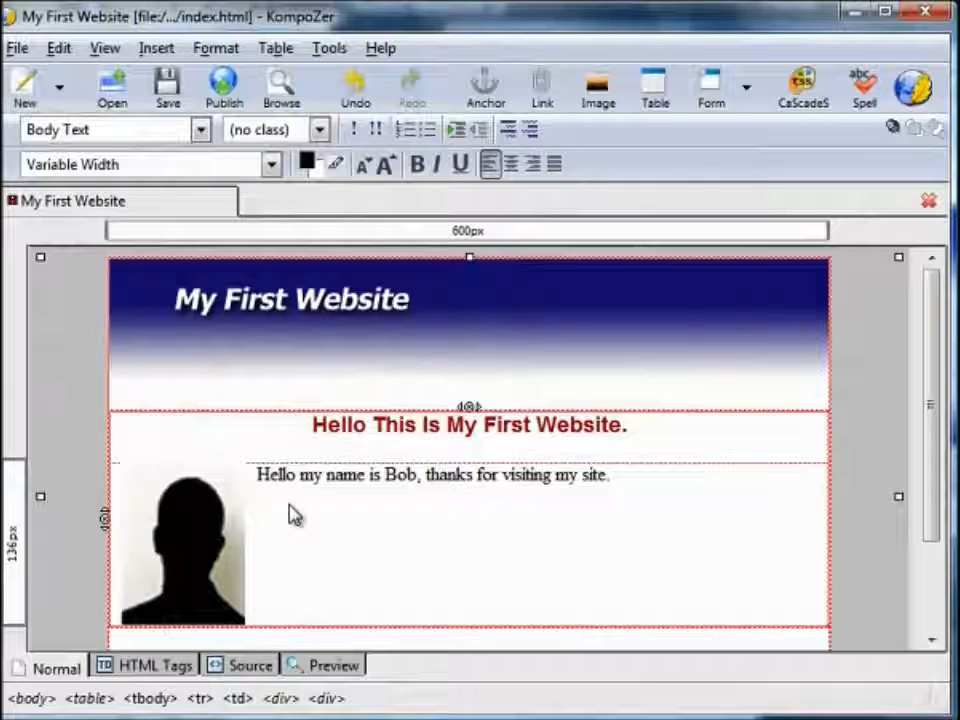 My First Website [file:/.../index.html] - KompoZer
File Edit View Insert Format Table Tools Help
New Open Save Publish Browse Undo Redo Anchor Link Image Table Form CaScadeS Spell
Body Text (no class) ! !!
Variable Width A A B I U
My First Website
600px
My First Website
Hello This Is My First Website.
Hello my name is Bob, thanks for visiting my site.
136px
Normal TD HTML Tags <> Source Preview
<body> <table> <tbody> <tr> <td> <div> <div>